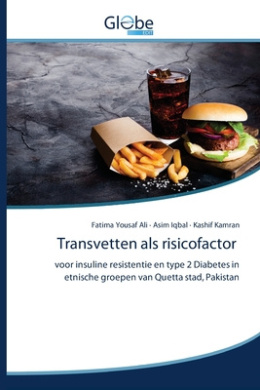 Globe
EDIT
Fatima Yousaf Ali · Asim Iqbal · Kashif Kamran
Transvetten als risicofactor
voor insuline resistentie en type 2 Diabetes in
etnische groepen van Quetta stad, Pakistan